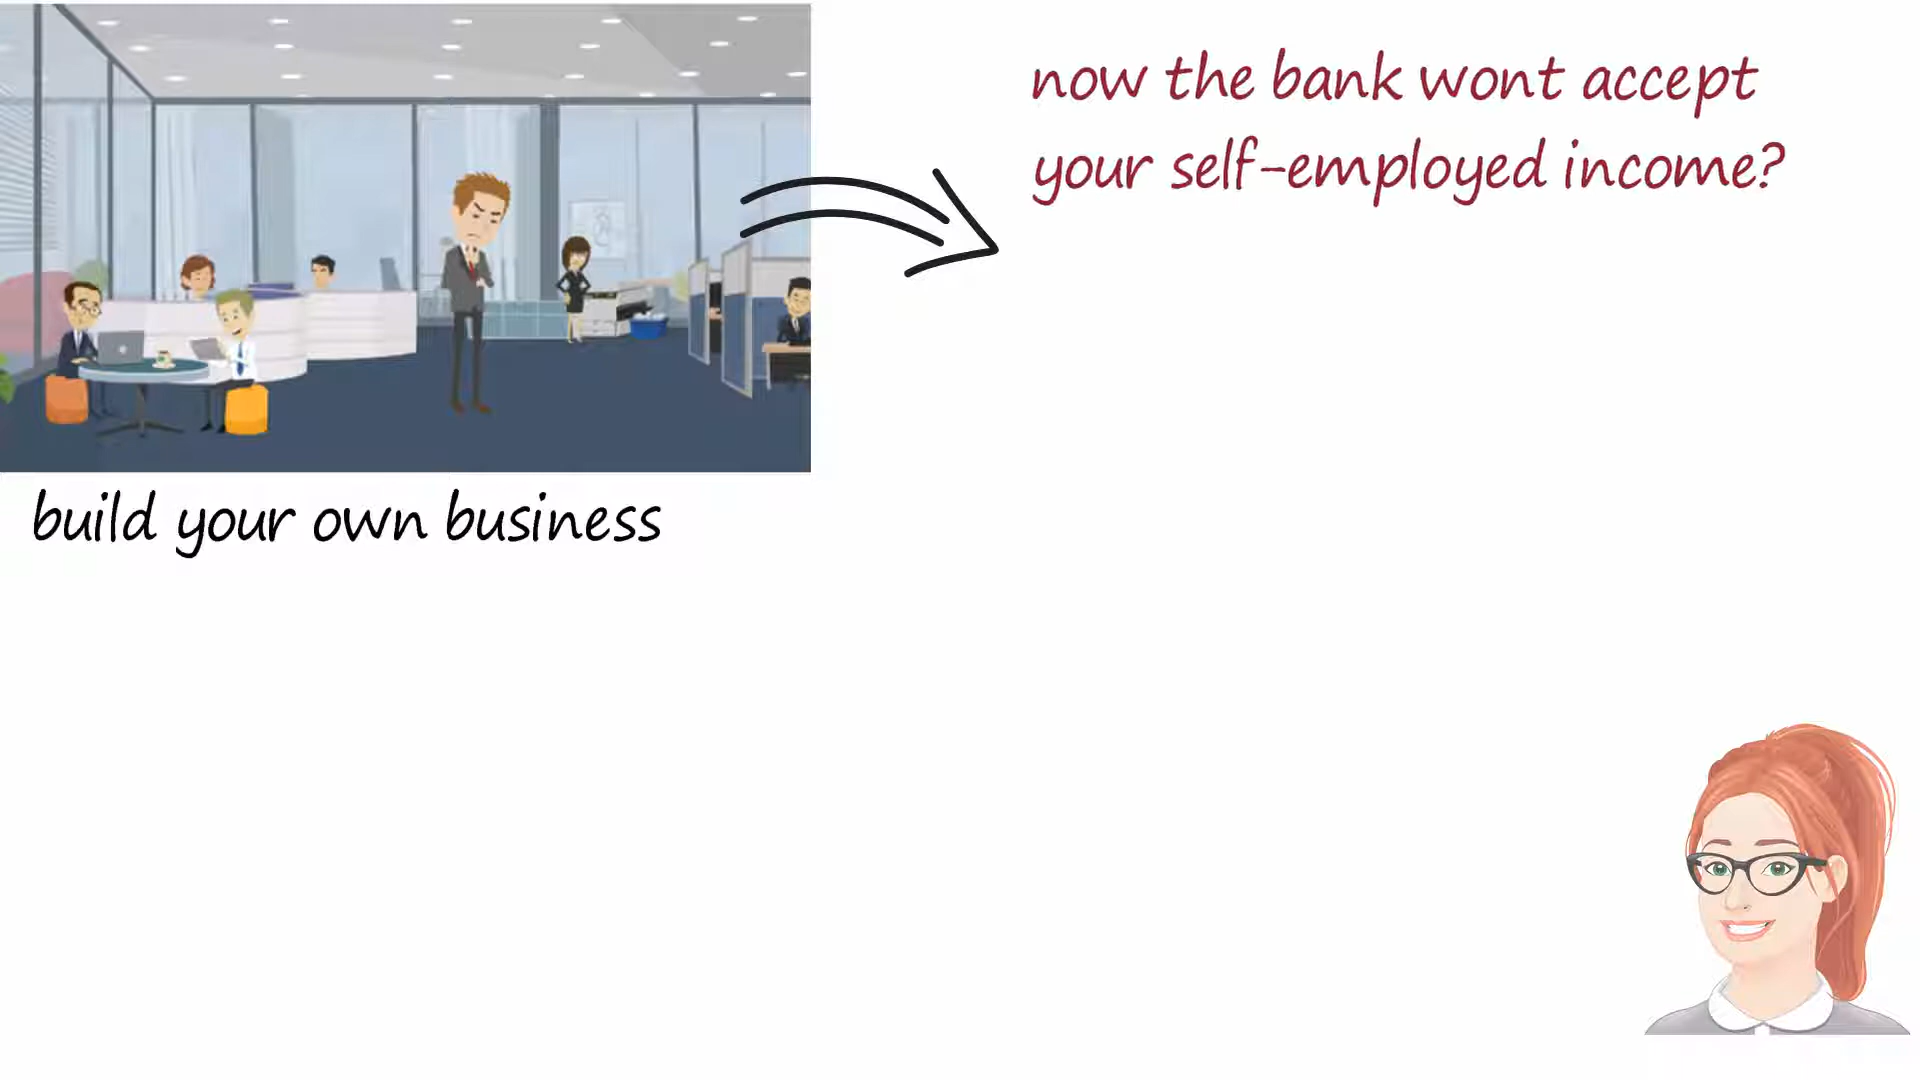 now the bank wont accept
your self-employed income?
build your own business